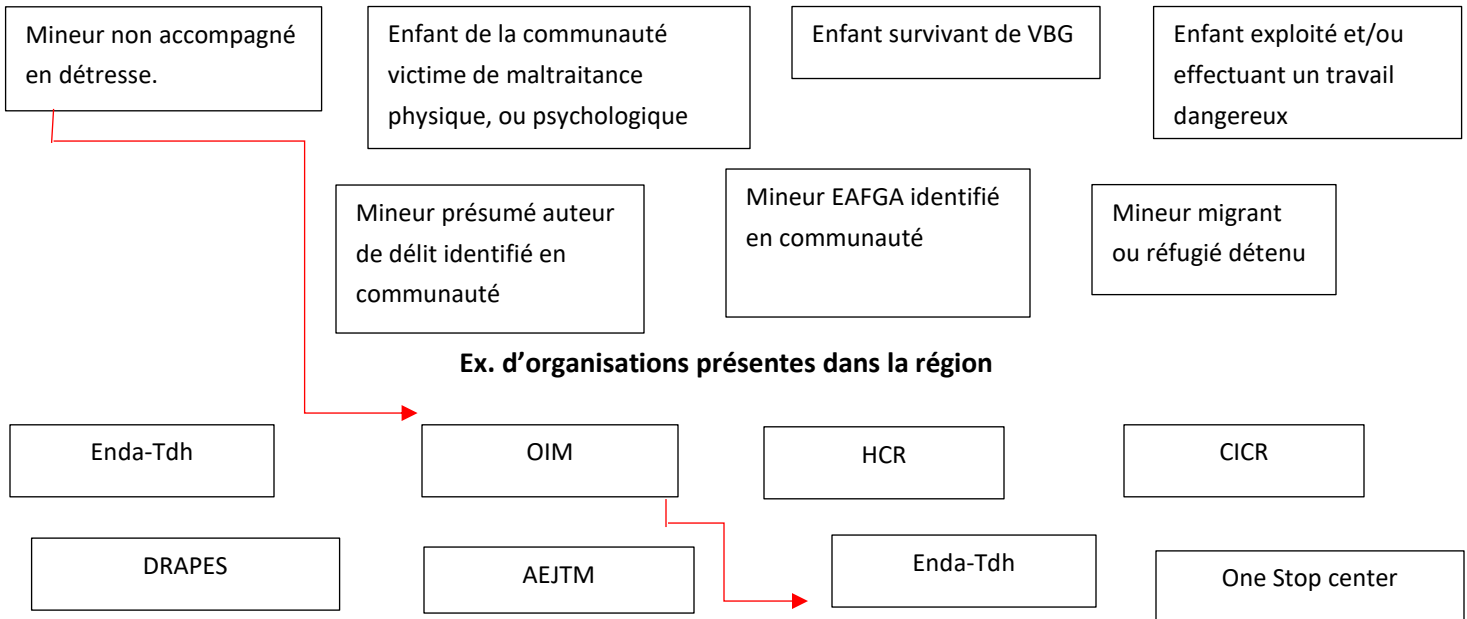 Mineur non accompagné
en détresse.
Enfant de la communauté
victime de maltraitance
physique, ou psychologique
Enfant survivant de VBG
Enfant exploité et/ou
effectuant un travail
dangereux
Mineur présumé auteur
de délit identifié en
communauté
Mineur EAFGA identifié
en communauté
Mineur migrant
ou réfugié détenu
Ex. d’organisations présentes dans la région
Enda-Tdh
OIM
HCR
CICR
DRAPES
AEJTM
Enda-Tdh
One Stop center